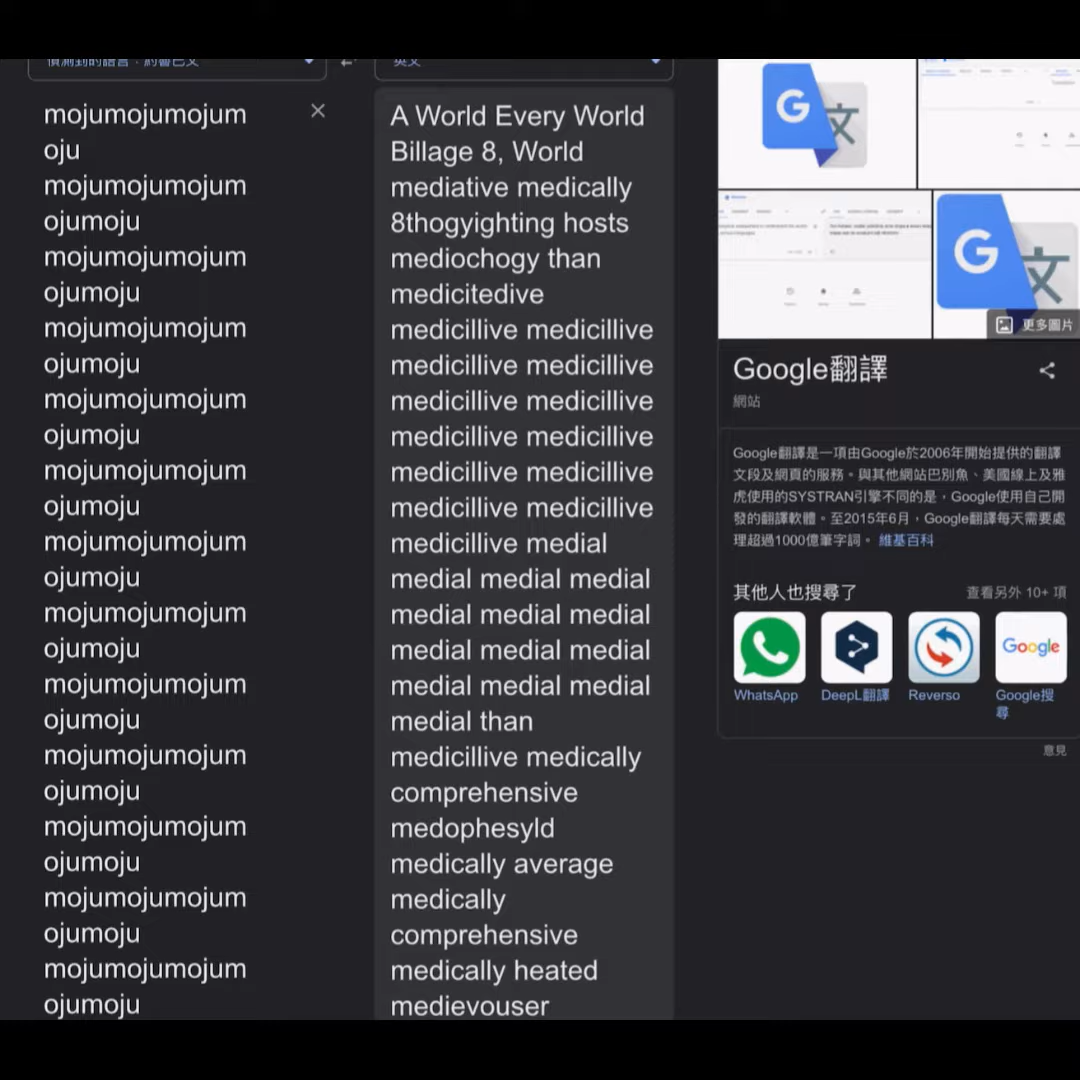 偵測到的語言：約魯巴文
英文
mojumojumojum
oju
mojumojumojum
ojumoju
mojumojumojum
ojumoju
mojumojumojum
ojumoju
mojumojumojum
ojumoju
mojumojumojum
ojumoju
mojumojumojum
ojumoju
mojumojumojum
ojumoju
mojumojumojum
ojumoju
mojumojumojum
ojumoju
mojumojumojum
ojumoju
mojumojumojum
ojumoju
mojumojumojum
ojumoju
A World Every World
Billage 8, World
mediative medically
8thogyighting hosts
mediochogy than
medicitedive
medicillive medicillive
medicillive medicillive
medicillive medicillive
medicillive medicillive
medicillive medicillive
medicillive medicillive
medicillive medial
medial medial medial
medial medial medial
medial medial medial
medial medial medial
medial than
medicillive medically
comprehensive
medophesyld
medically average
medically
comprehensive
medically heated
medievouser
更多圖片
Google翻譯
網站
Google翻譯是一項由Google於2006年開始提供的翻譯
文段及網頁的服務。與其他網站巴別魚、美國線上及雅
虎使用的SYSTRAN引擎不同的是，Google使用自己開
發的翻譯軟體。至2015年6月，Google翻譯每天需要處
理超過1000億筆字詞。 維基百科
其他人也搜尋了
查看另外 10+ 項
Google
WhatsApp
DeepL翻譯
Reverso
Google搜
尋
意見